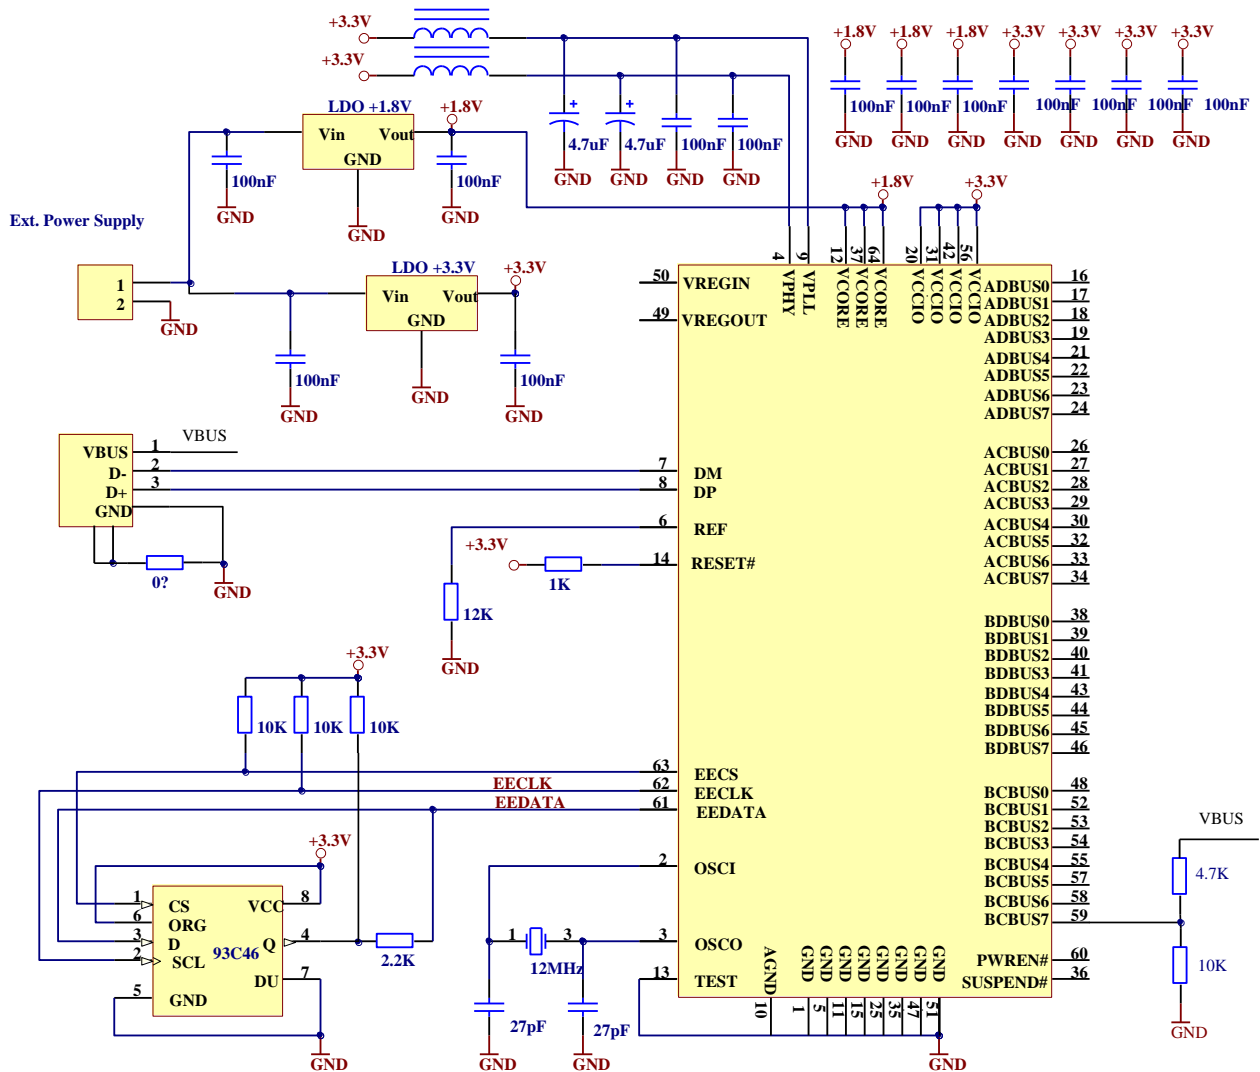 +3.3V
+3.3V
+1.8V +1.8V +1.8V +3.3V +3.3V +3.3V +3.3V
100nF 100nF 100nF 100nF 100nF 100nF 100nF
GND GND GND GND GND GND GND
LDO +1.8V
+1.8V
Vin Vout
GND
4.7uF 4.7uF 100nF 100nF
GND GND GND GND
100nF 100nF
GND GND GND
Ext. Power Supply
1
2
GND
LDO +3.3V
+3.3V
Vin Vout
GND
100nF 100nF
GND GND GND
+1.8V +3.3V
4 9 12 37 64 20 31 42 56
VPHY VPLL VCORE VCORE VCORE VCCIO VCCIO VCCIO VCCIO
50 VREGIN
49 VREGOUT
ADBUS0 16
ADBUS1 17
ADBUS2 18
ADBUS3 19
ADBUS4 21
ADBUS5 22
ADBUS6 23
ADBUS7 24
VBUS 1 VBUS
D- 2
D+ 3
GND
0?
GND
7 DM
8 DP
6 REF
+3.3V
1K
14 RESET#
12K
GND
ACBUS0 26
ACBUS1 27
ACBUS2 28
ACBUS3 29
ACBUS4 30
ACBUS5 32
ACBUS6 33
ACBUS7 34
BDBUS0 38
BDBUS1 39
BDBUS2 40
BDBUS3 41
BDBUS4 43
BDBUS5 44
BDBUS6 45
BDBUS7 46
+3.3V
10K 10K 10K
63 EECS
EECLK 62 EECLK
EEDATA 61 EEDATA
BCBUS0 48
BCBUS1 52
BCBUS2 53
BCBUS3 54
BCBUS4 55
BCBUS5 57
BCBUS6 58
BCBUS7 59
VBUS
4.7K
10K
GND
+3.3V
1 CS VCC 8
6 ORG
3 D 93C46 Q 4
2 SCL
DU 7
5 GND
2.2K
GND
2 OSCI
1 3
12MHz
3 OSCO
13 TEST
27pF 27pF
GND GND
PWREN# 60
SUSPEND# 36
AGND GND GND GND GND GND GND GND GND
10 1 5 11 15 25 35 47 51
GND